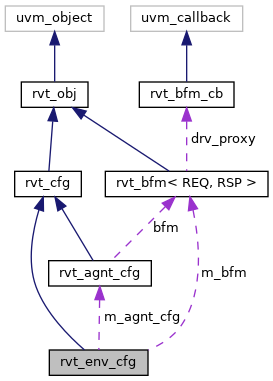 uvm_object
uvm_callback
rvt_obj
rvt_bfm_cb
drv_proxy
rvt_cfg
rvt_bfm< REQ, RSP >
bfm
rvt_agnt_cfg
m_bfm
m_agnt_cfg
rvt_env_cfg